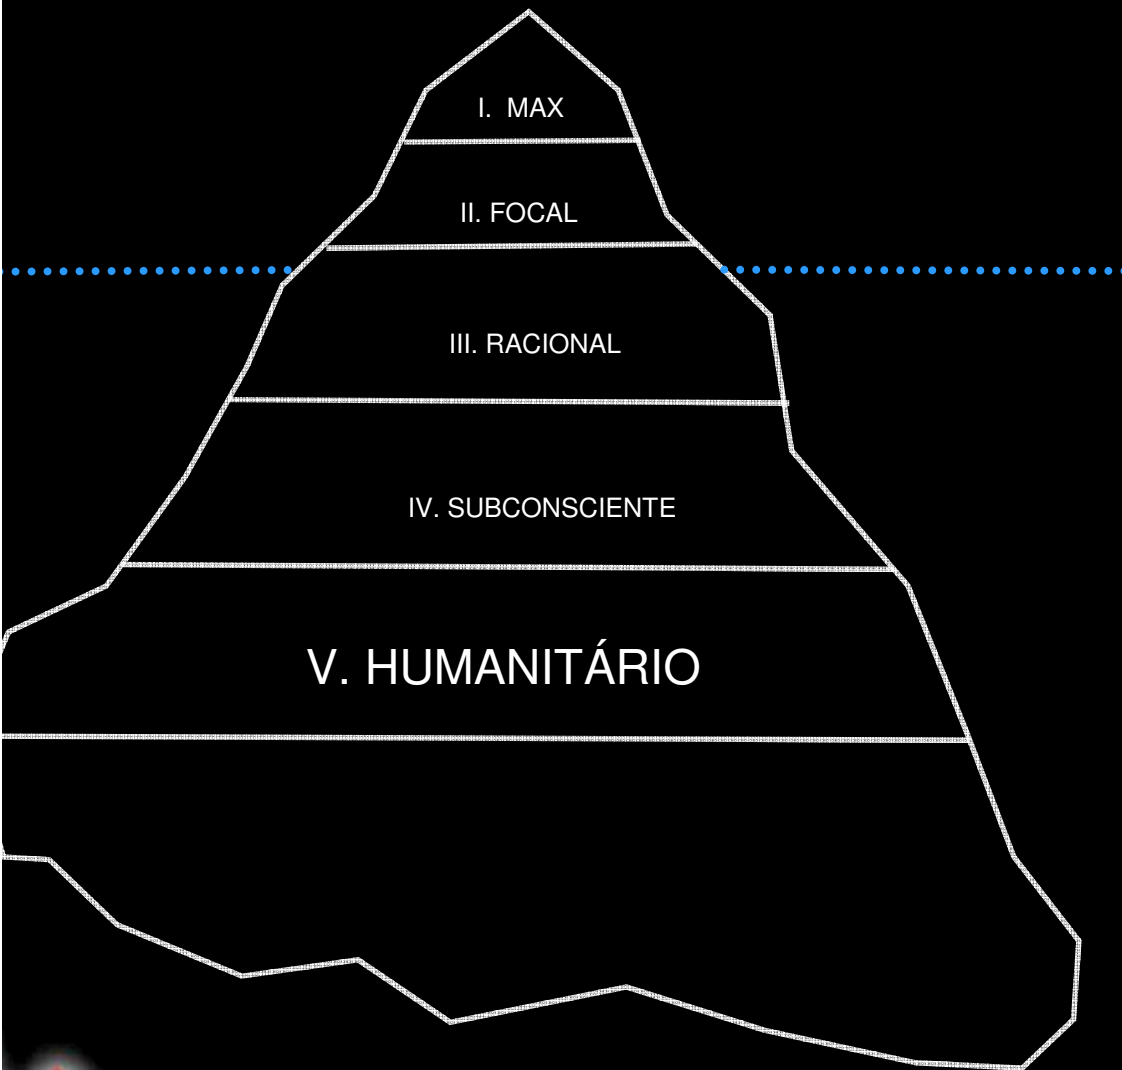 I. MAX
II. FOCAL
III. RACIONAL
IV. SUBCONSCIENTE
V. HUMANITÁRIO